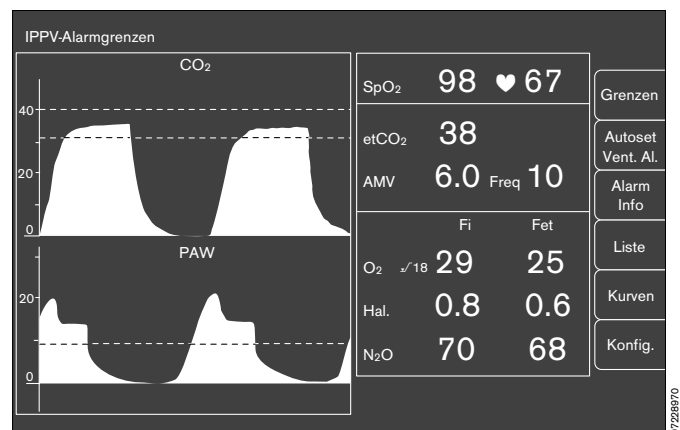 IPPV-Alarmgrenzen
CO₂
40
20
0
PAW
20
0
SpO₂ 98 ♥ 67
etCO₂ 38
AMV 6.0 Freq 10
Fi Fet
O₂ 18 29 25
Hal. 0.8 0.6
N₂O 70 68
Grenzen
Autoset
Vent. Al.
Alarm
Info
Liste
Kurven
Konfig.